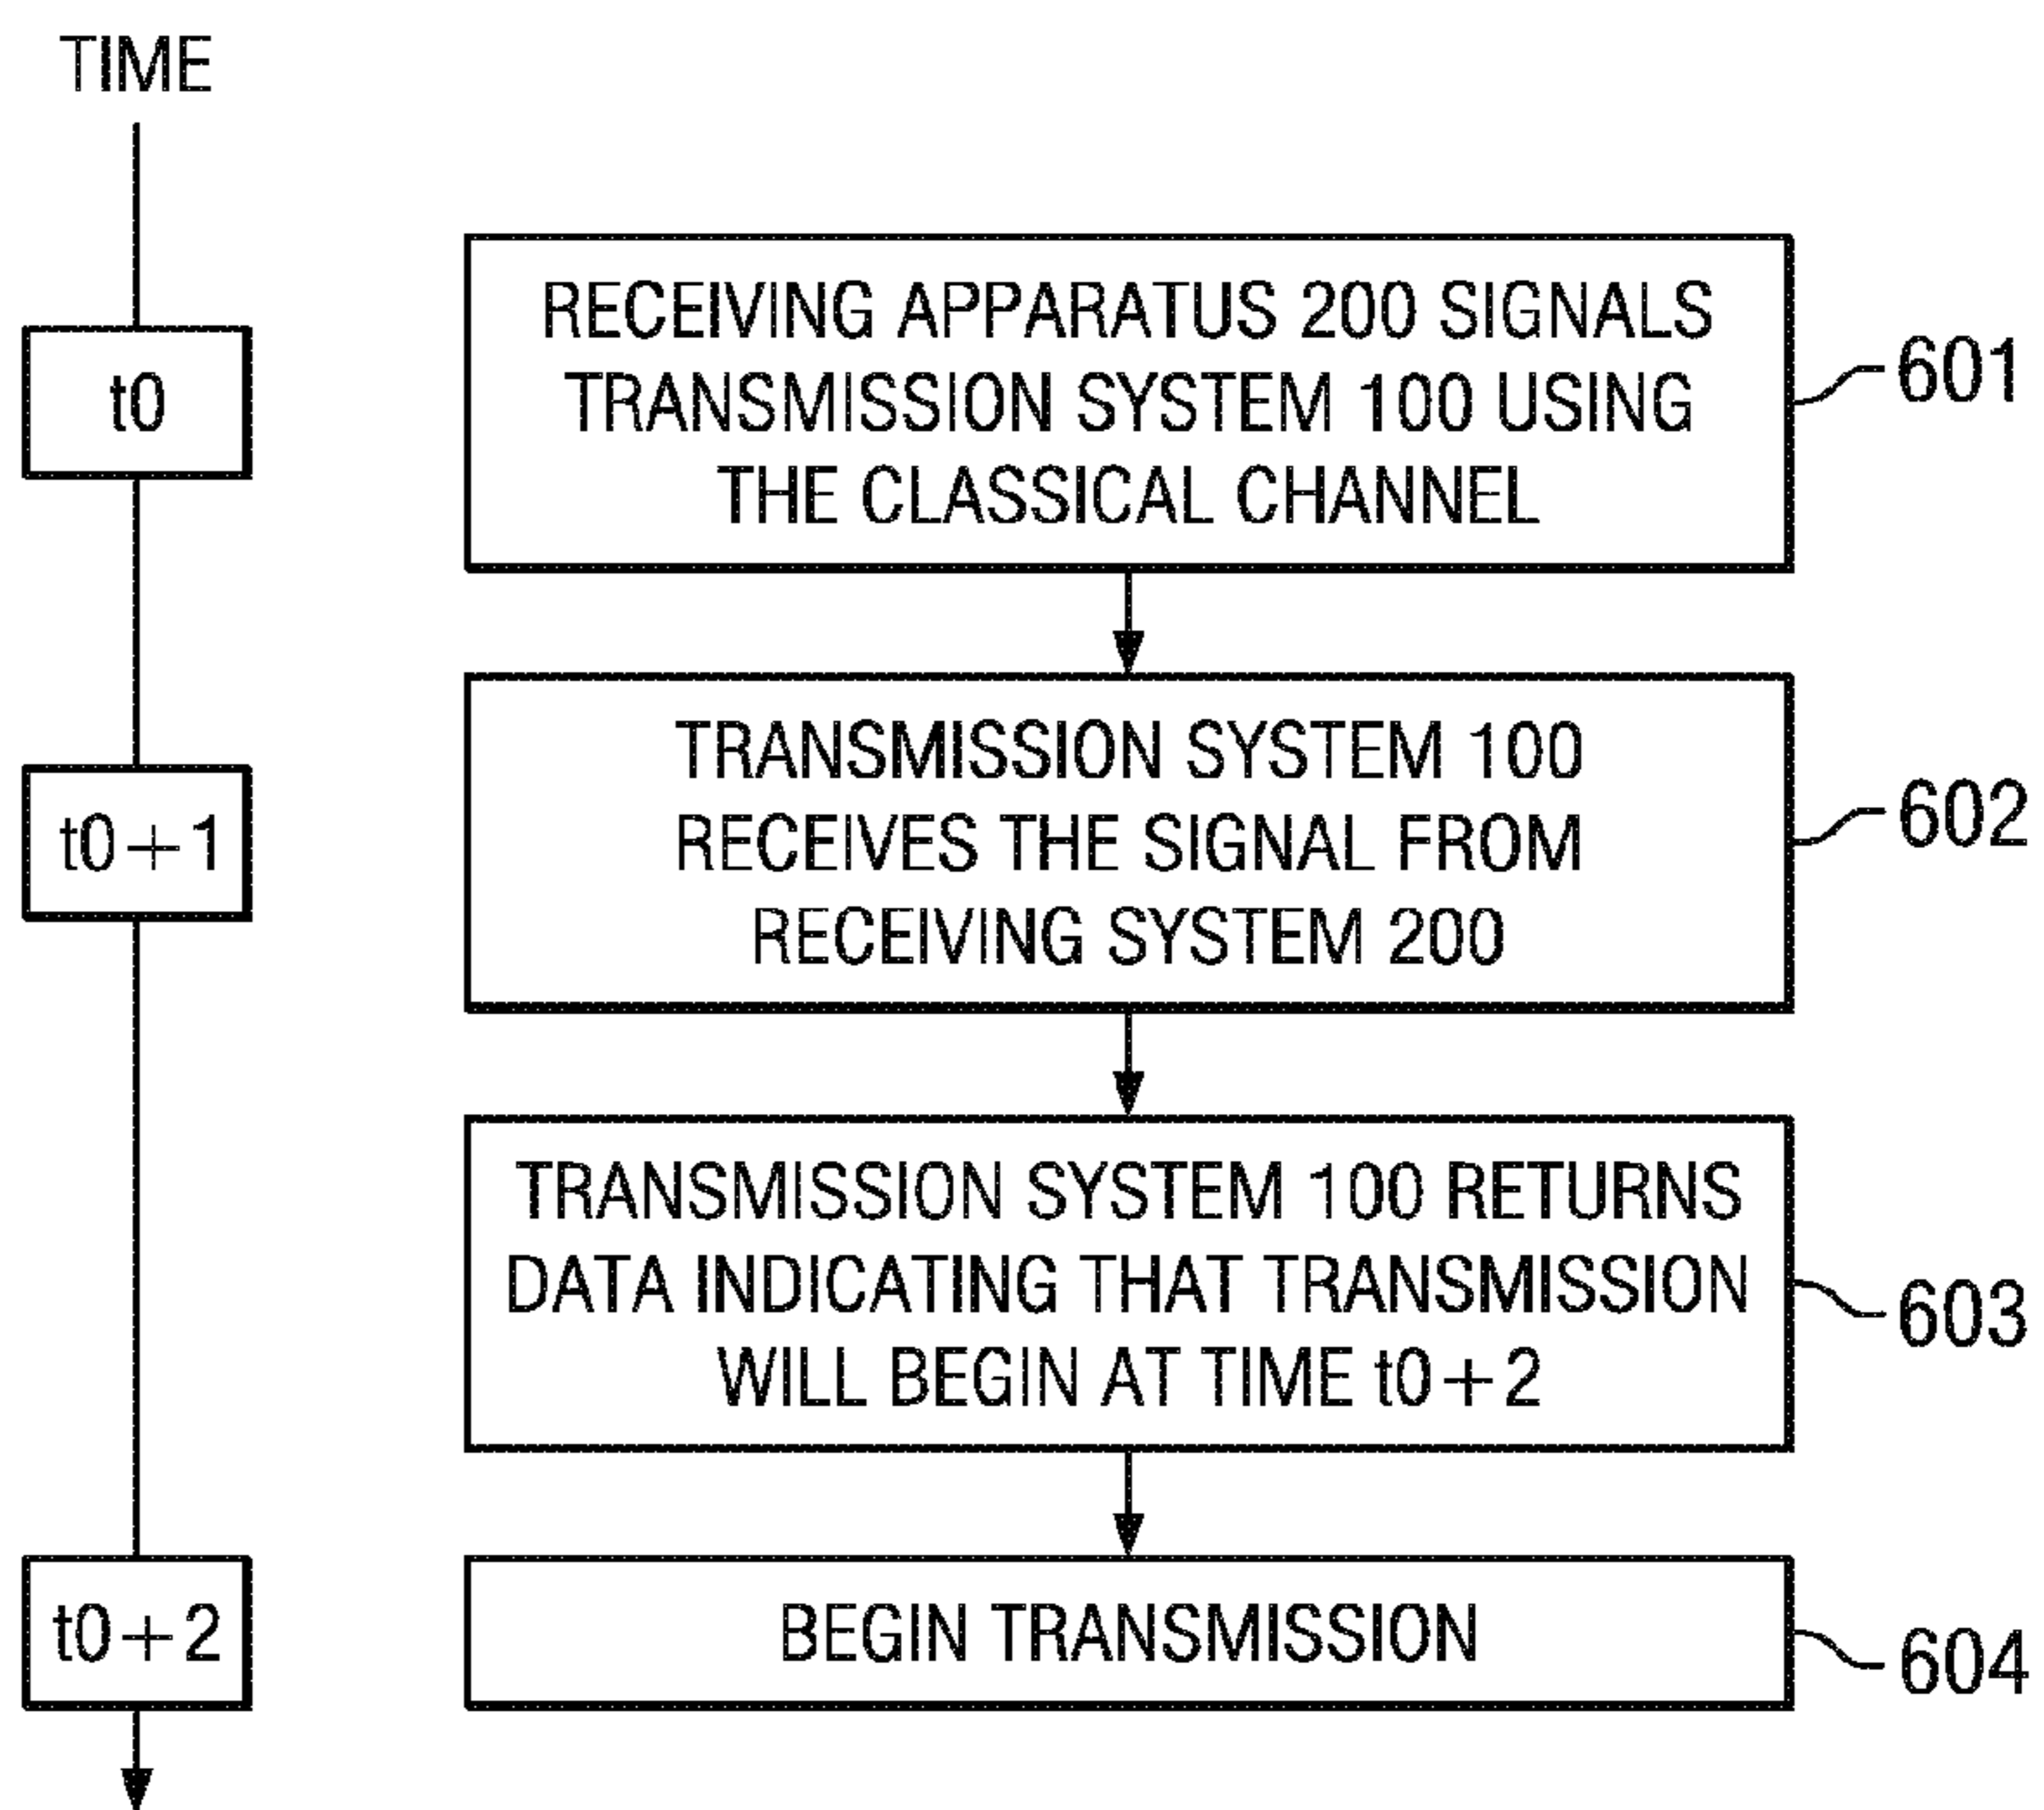 TIME
t0
RECEIVING APPARATUS 200 SIGNALS
TRANSMISSION SYSTEM 100 USING
THE CLASSICAL CHANNEL
601
t0+1
TRANSMISSION SYSTEM 100
RECEIVES THE SIGNAL FROM
RECEIVING SYSTEM 200
602
TRANSMISSION SYSTEM 100 RETURNS
DATA INDICATING THAT TRANSMISSION
WILL BEGIN AT TIME t0+2
603
t0+2
BEGIN TRANSMISSION
604